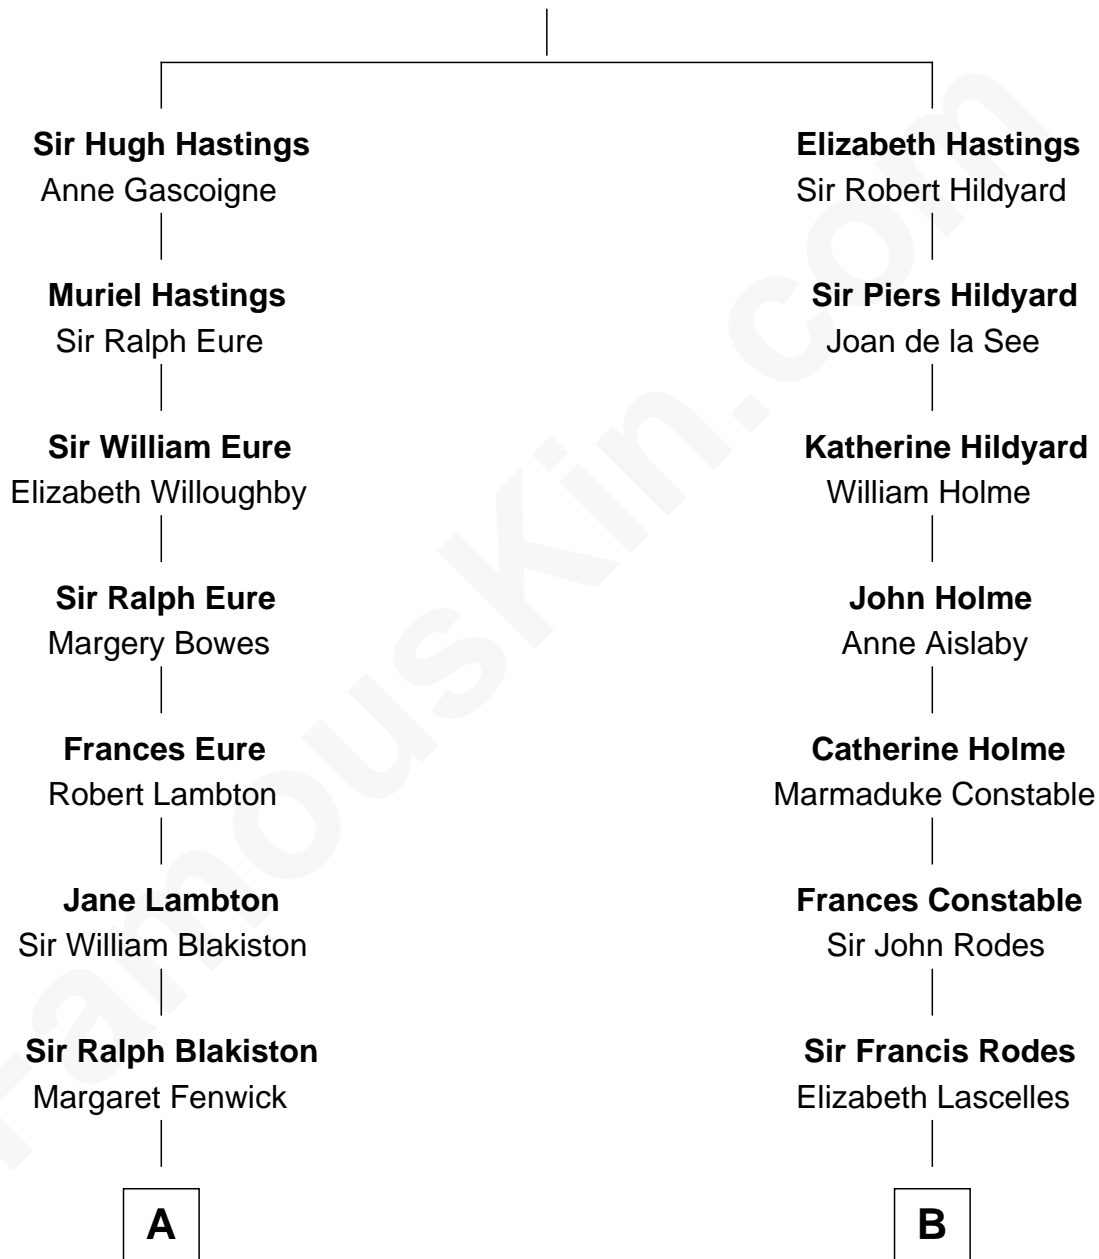 Sir Hugh Hastings
Anne Gascoigne
Muriel Hastings
Sir Ralph Eure
Sir William Eure
Elizabeth Willoughby
Sir Ralph Eure
Margery Bowes
Frances Eure
Robert Lambton
Jane Lambton
Sir William Blakiston
Sir Ralph Blakiston
Margaret Fenwick
A
Elizabeth Hastings
Sir Robert Hildyard
Sir Piers Hildyard
Joan de la See
Katherine Hildyard
William Holme
John Holme
Anne Aislaby
Catherine Holme
Marmaduke Constable
Frances Constable
Sir John Rodes
Sir Francis Rodes
Elizabeth Lascelles
B
FamousKin.com